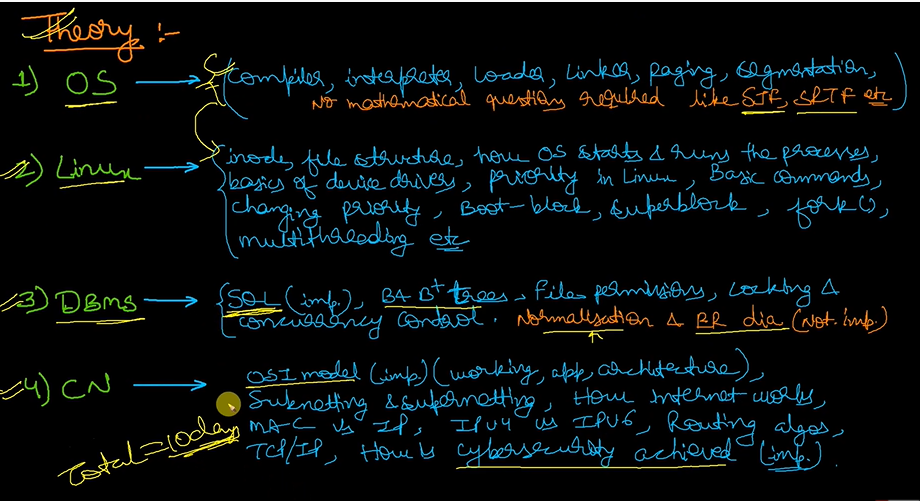 Theory :-
1) OS → (Compiler, interpreter, Loader, Linker, paging, segmentation,
No mathematical questions required like SJF, SRTF etc)
2) Linux → {inode, file structure, how OS starts & runs the processes,
basics of device drivers, priority in Linux, Basic commands,
changing priority, Boot-block, superblock, fork(),
multithreading etc
3) DBMS → {SQL (imp), B & B+ trees, File permissions, Locking &
concurrency control. Normalisation & ER dia (Not. imp.)
4) CN → OSI model (imp) (working, app, architecture),
Subnetting & supernetting, How internet works,
MAC vs IP, IPv4 vs IPv6, Routing algos,
TCP/IP, How is cybersecurity achieved (imp.).
Total = 10 days